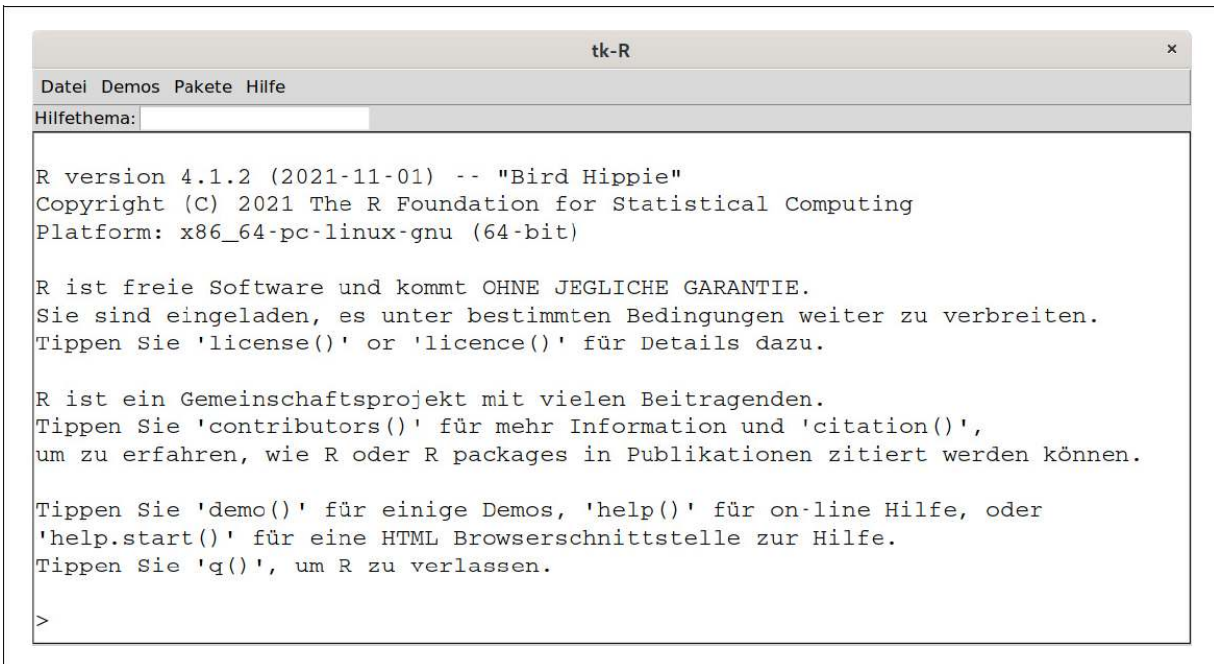 tk-R ×
Datei Demos Pakete Hilfe
Hilfethema:
R version 4.1.2 (2021-11-01) -- "Bird Hippie"
Copyright (C) 2021 The R Foundation for Statistical Computing
Platform: x86_64-pc-linux-gnu (64-bit)
R ist freie Software und kommt OHNE JEGLICHE GARANTIE.
Sie sind eingeladen, es unter bestimmten Bedingungen weiter zu verbreiten.
Tippen Sie 'license()' or 'licence()' für Details dazu.
R ist ein Gemeinschaftsprojekt mit vielen Beitragenden.
Tippen Sie 'contributors()' für mehr Information und 'citation()',
um zu erfahren, wie R oder R packages in Publikationen zitiert werden können.
Tippen Sie 'demo()' für einige Demos, 'help()' für on-line Hilfe, oder
'help.start()' für eine HTML Browserschnittstelle zur Hilfe.
Tippen Sie 'q()', um R zu verlassen.
>